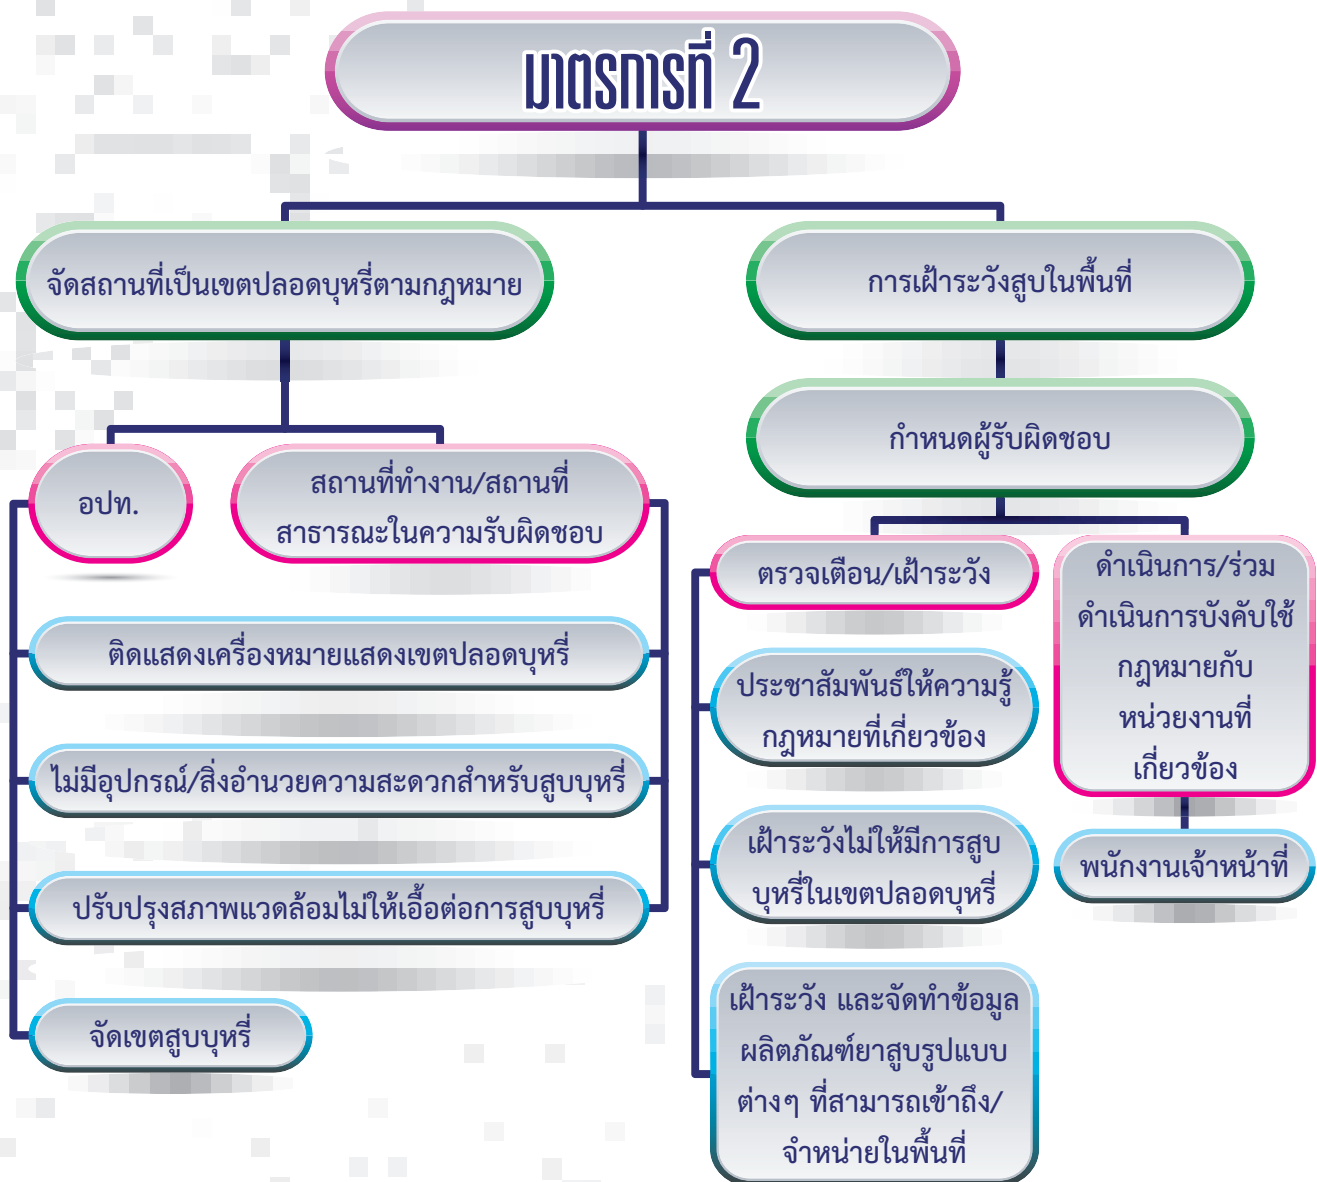 มาตรการที่ 2
จัดสถานที่เป็นเขตปลอดบุหรี่ตามกฎหมาย
การเฝ้าระวังสูบในพื้นที่
กำหนดผู้รับผิดชอบ
อปท.
สถานที่ทำงาน/สถานที่
สาธารณะในความรับผิดชอบ
ติดแสดงเครื่องหมายแสดงเขตปลอดบุหรี่
ไม่มีอุปกรณ์/สิ่งอำนวยความสะดวกสำหรับสูบบุหรี่
ปรับปรุงสภาพแวดล้อมไม่ให้เอื้อต่อการสูบบุหรี่
จัดเขตสูบบุหรี่
ตรวจเตือน/เฝ้าระวัง
ประชาสัมพันธ์ให้ความรู้
กฎหมายที่เกี่ยวข้อง
เฝ้าระวังไม่ให้มีการสูบ
บุหรี่ในเขตปลอดบุหรี่
เฝ้าระวัง และจัดทำข้อมูล
ผลิตภัณฑ์ยาสูบรูปแบบ
ต่างๆ ที่สามารถเข้าถึง/
จำหน่ายในพื้นที่
ดำเนินการ/ร่วม
ดำเนินการบังคับใช้
กฎหมายกับ
หน่วยงานที่
เกี่ยวข้อง
พนักงานเจ้าหน้าที่